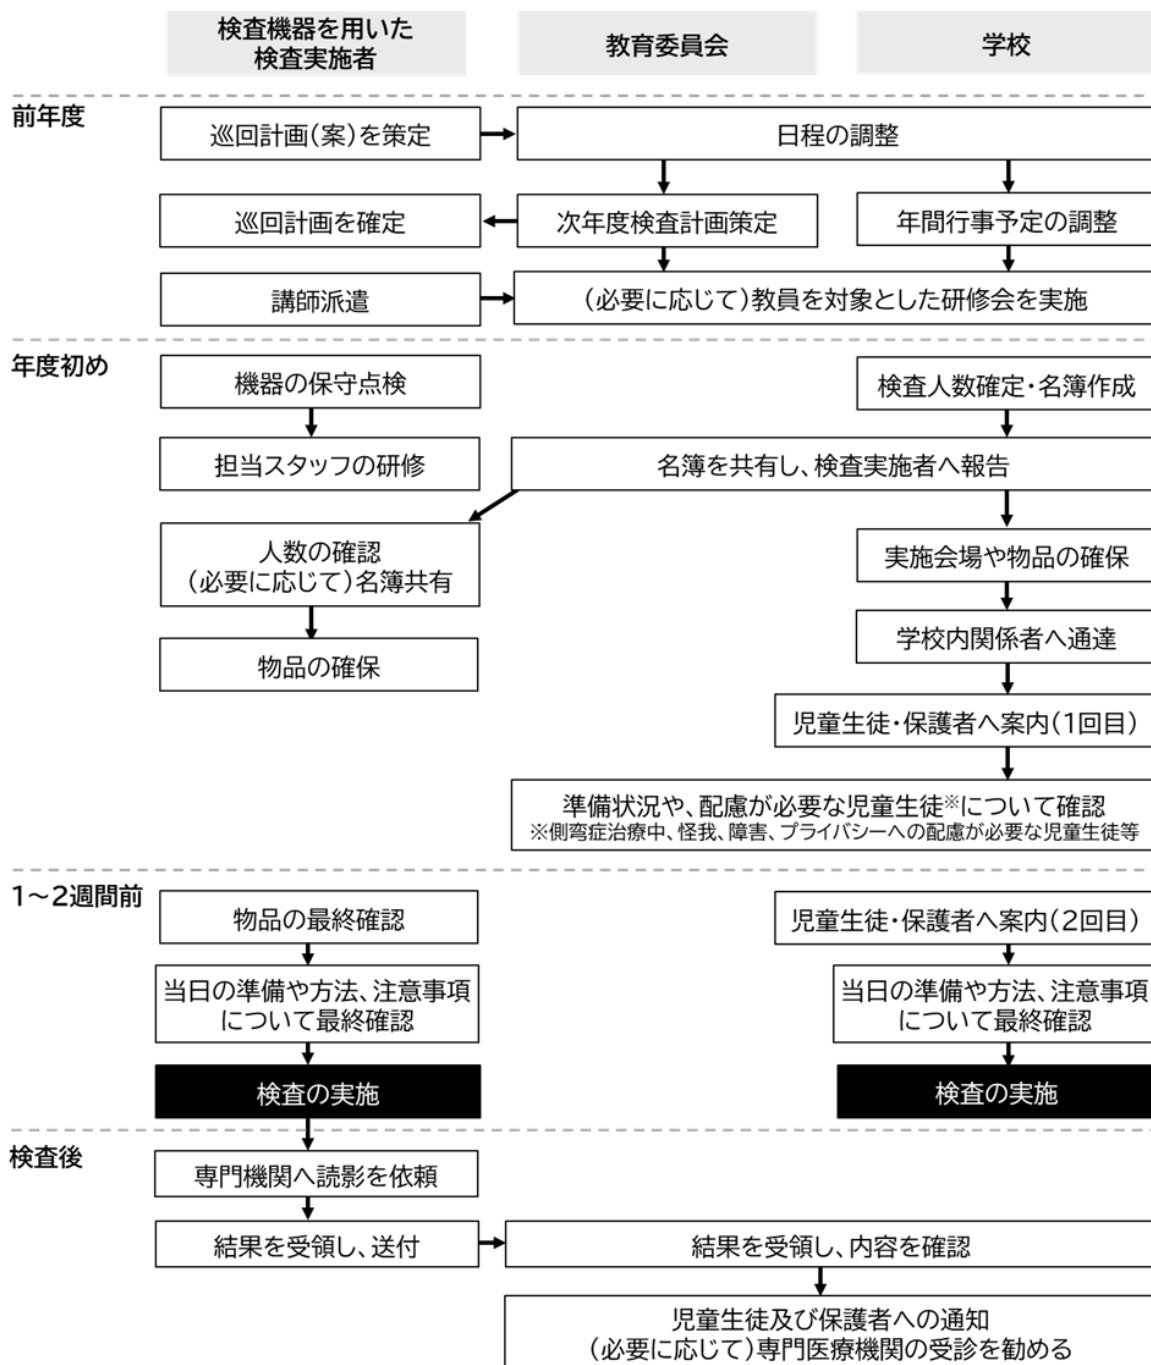 検査機器を用いた
検査実施者
教育委員会
学校
前年度
巡回計画(案)を策定
日程の調整
巡回計画を確定
次年度検査計画策定
年間行事予定の調整
講師派遣
(必要に応じて)教員を対象とした研修会を実施
年度初め
機器の保守点検
検査人数確定・名簿作成
担当スタッフの研修
名簿を共有し、検査実施者へ報告
人数の確認
(必要に応じて)名簿共有
実施会場や物品の確保
学校内関係者へ通達
物品の確保
児童生徒・保護者へ案内(1回目)
準備状況や、配慮が必要な児童生徒※について確認
※側弯症治療中、怪我、障害、プライバシーへの配慮が必要な児童生徒等
1～2週間前
物品の最終確認
児童生徒・保護者へ案内(2回目)
当日の準備や方法、注意事項
について最終確認
当日の準備や方法、注意事項
について最終確認
検査の実施
検査の実施
検査後
専門機関へ読影を依頼
結果を受領し、送付
結果を受領し、内容を確認
児童生徒及び保護者への通知
(必要に応じて)専門医療機関の受診を勧める